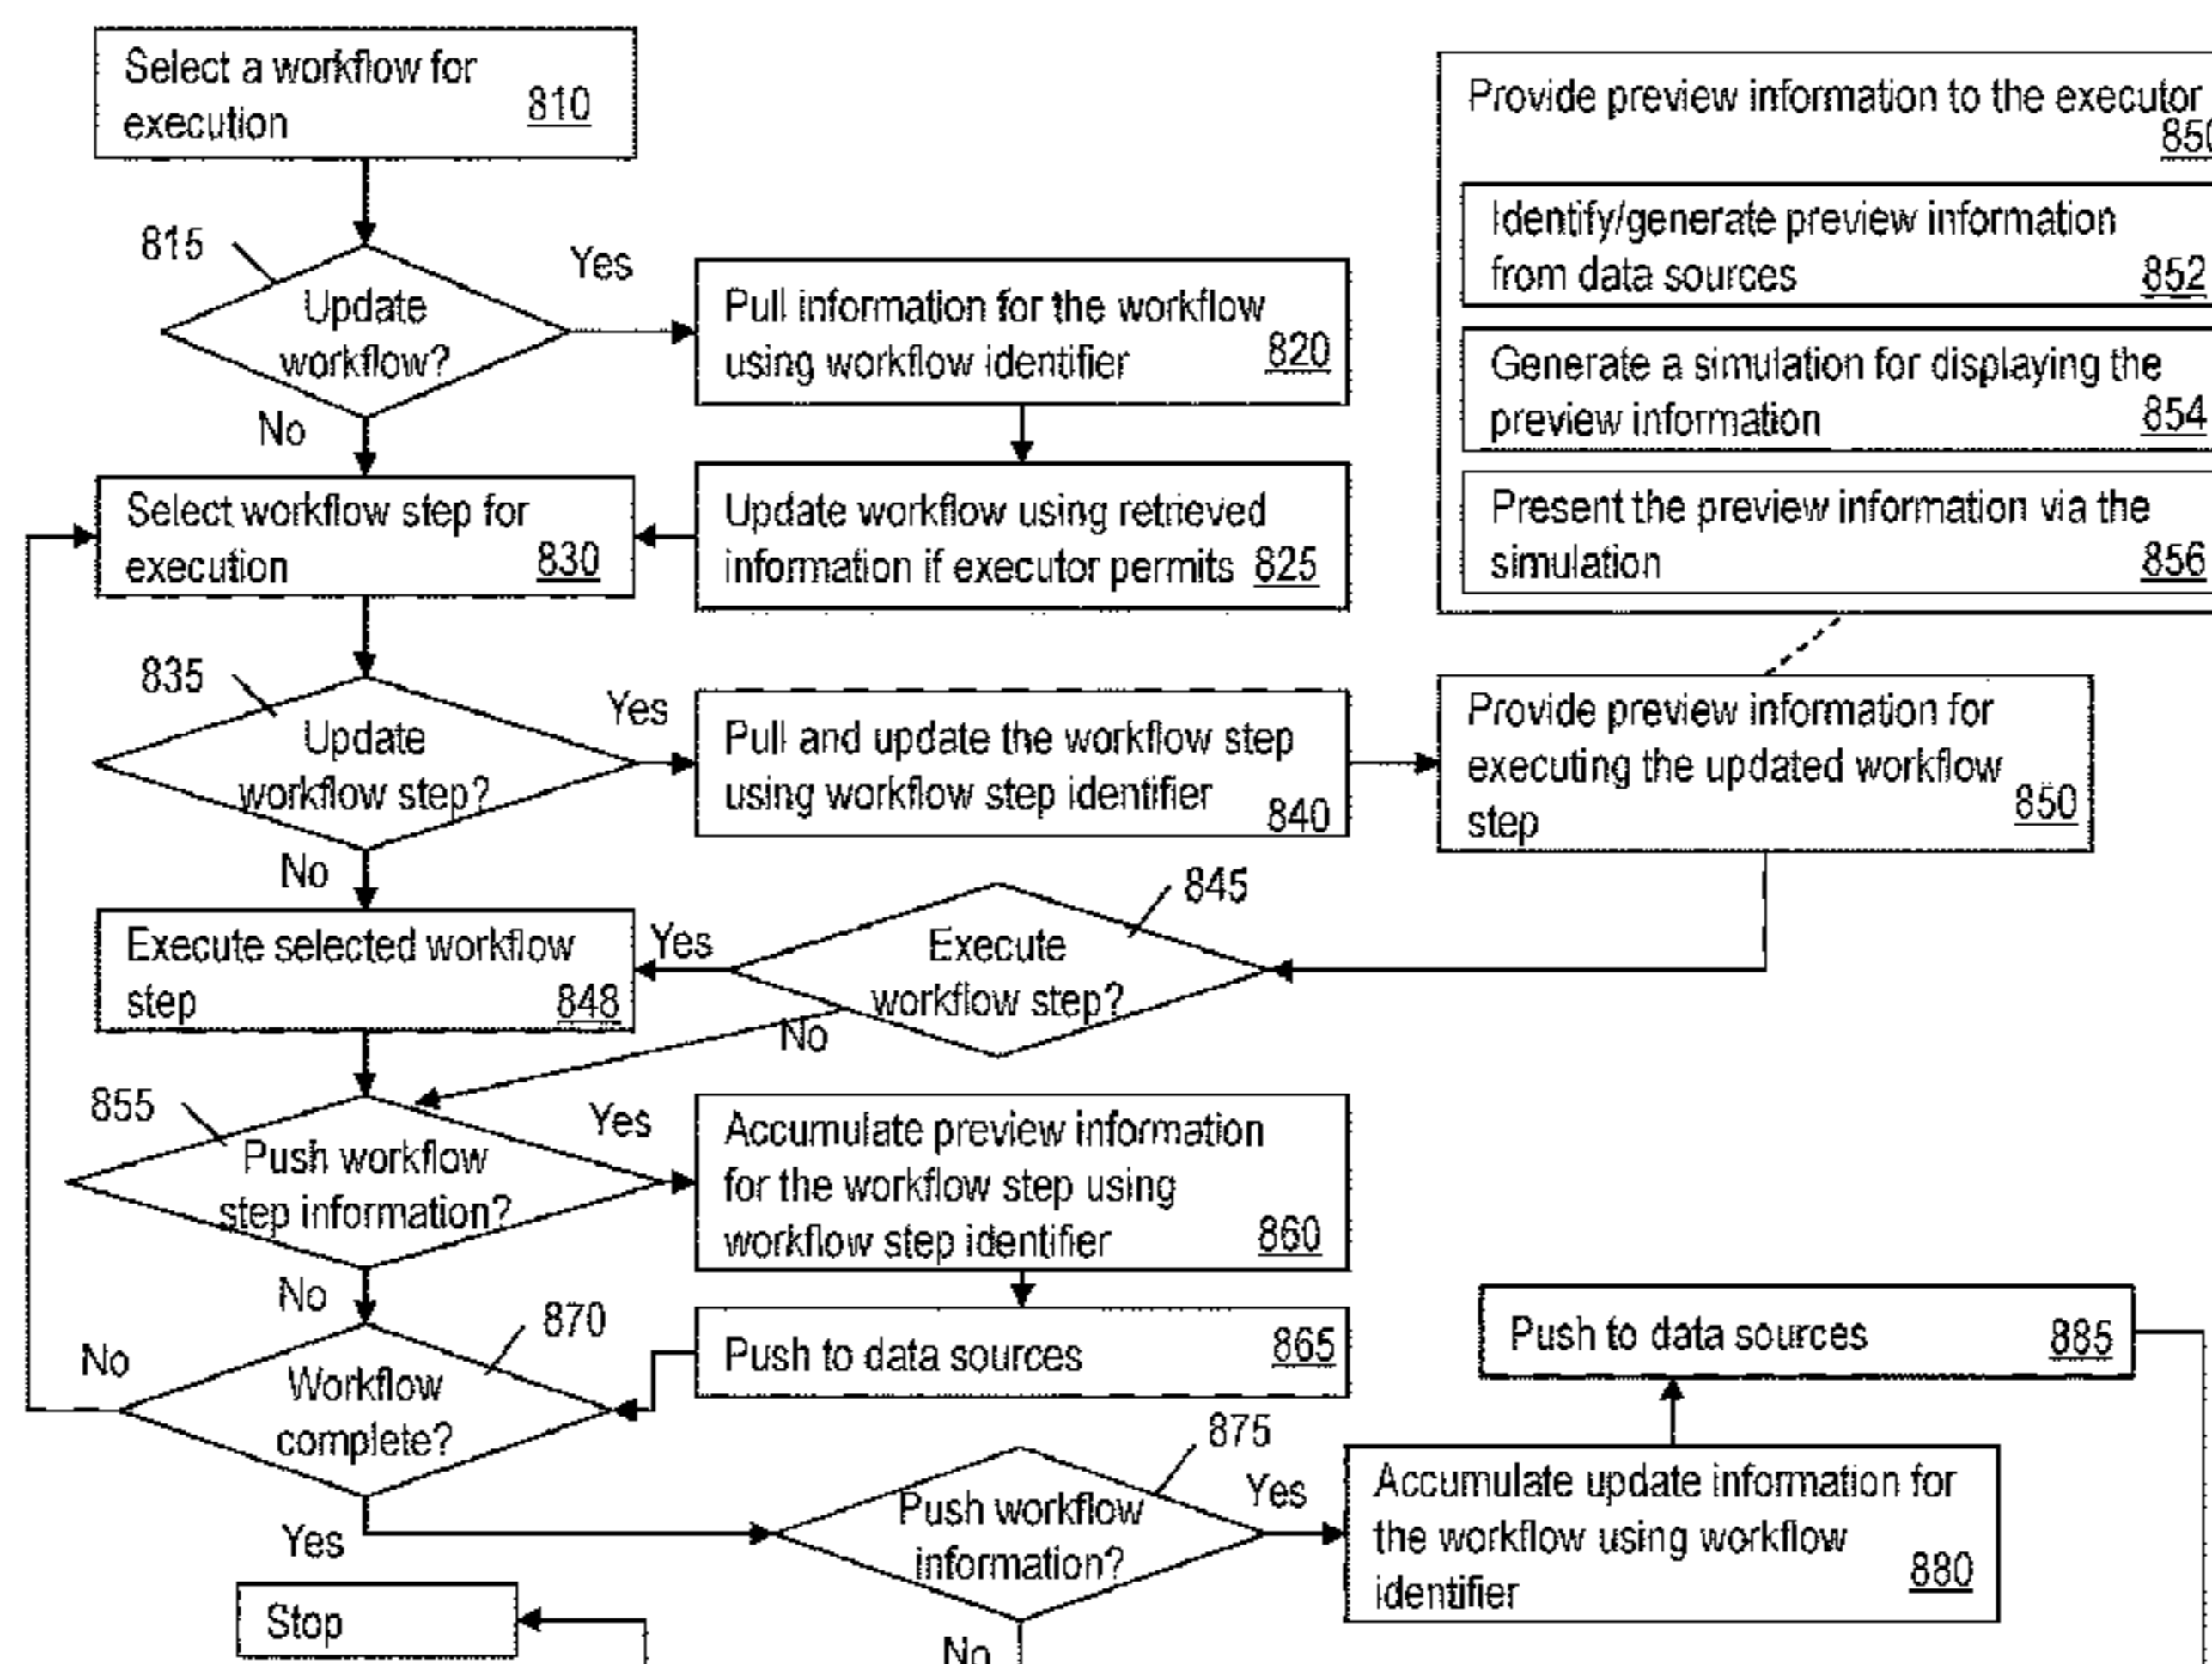 Select a workflow for
execution 810
815
Update
workflow?
Yes
No
Pull information for the workflow
using workflow identifier 820
Update workflow using retrieved
information if executor permits 825
Select workflow step for
execution 830
835
Update
workflow step?
Yes
No
Pull and update the workflow step
using workflow step identifier
840
Provide preview information to the executor
850
Identify/generate preview information
from data sources 852
Generate a simulation for displaying the
preview information 854
Present the preview information via the
simulation 856
Provide preview information for
executing the updated workflow
step 850
845
Execute
workflow step?
Yes
No
Execute selected workflow
step 848
855
Push workflow
step information?
Yes
No
Accumulate preview information
for the workflow step using
workflow step identifier 860
Push to data sources 865
870
Workflow
complete?
No
Yes
875
Push workflow
information?
Yes
No
Accumulate update information for
the workflow using workflow
identifier 880
Push to data sources 885
Stop